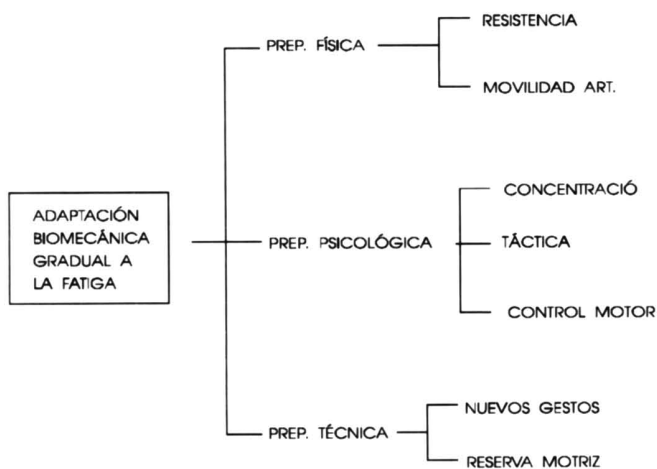 RESISTENCIA
PREP. FÍSICA
MOVILIDAD ART.
ADAPTACIÓN
BIOMECÁNICA
GRADUAL A
LA FATIGA
CONCENTRACIÓ
PREP. PSICOLÓGICA
TÁCTICA
CONTROL MOTOR
NUEVOS GESTOS
PREP. TÉCNICA
RESERVA MOTRIZ